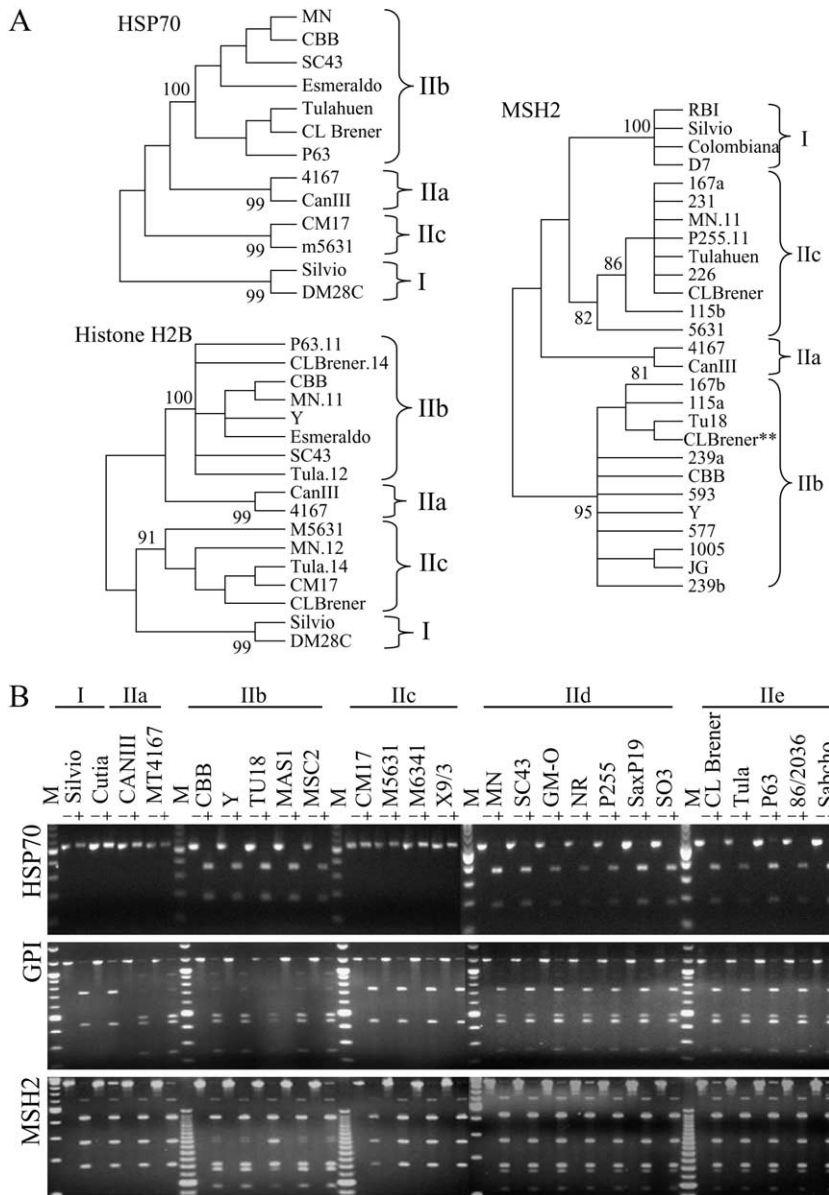 A
HSP70
MN
CBB
SC43
Esmeraldo
Tulahuen
CL Brener
P63
4167
CanIII
CM17
m5631
Silvio
DM28C
100
99
99
99
IIb
IIa
IIc
I
Histone H2B
P63.11
CLBrener.14
CBB
MN.11
Y
Esmeraldo
SC43
Tula.12
CanIII
4167
M5631
MN.12
Tula.14
CM17
CLBrener
Silvio
DM28C
100
99
91
99
IIb
IIa
IIc
I
MSH2
RBI
Silvio
Colombiana
D7
167a
231
MN.11
P255.11
Tulahuen
226
CLBrener
115b
5631
4167
CanIII
167b
115a
Tu18
CLBrener**
239a
CBB
593
Y
577
1005
JG
239b
100
86
82
81
95
I
IIc
IIa
IIb
B
I IIa IIb IIc IId IIe
M Silvio Cutia CANIII MT4167 M CBB Y TU18 MAS1 MSC2 M CM17 M5631 M6341 X9/3 M MN SC43 GM-O NR P255 SaxP19 SO3 M CL Brener Tula P63 86/2036
- + - + - + - + - + - + - + - + - + - + - + - + - + - + - + - + - + - + - + - + - + - + - + - + - +
HSP70
GPI
MSH2